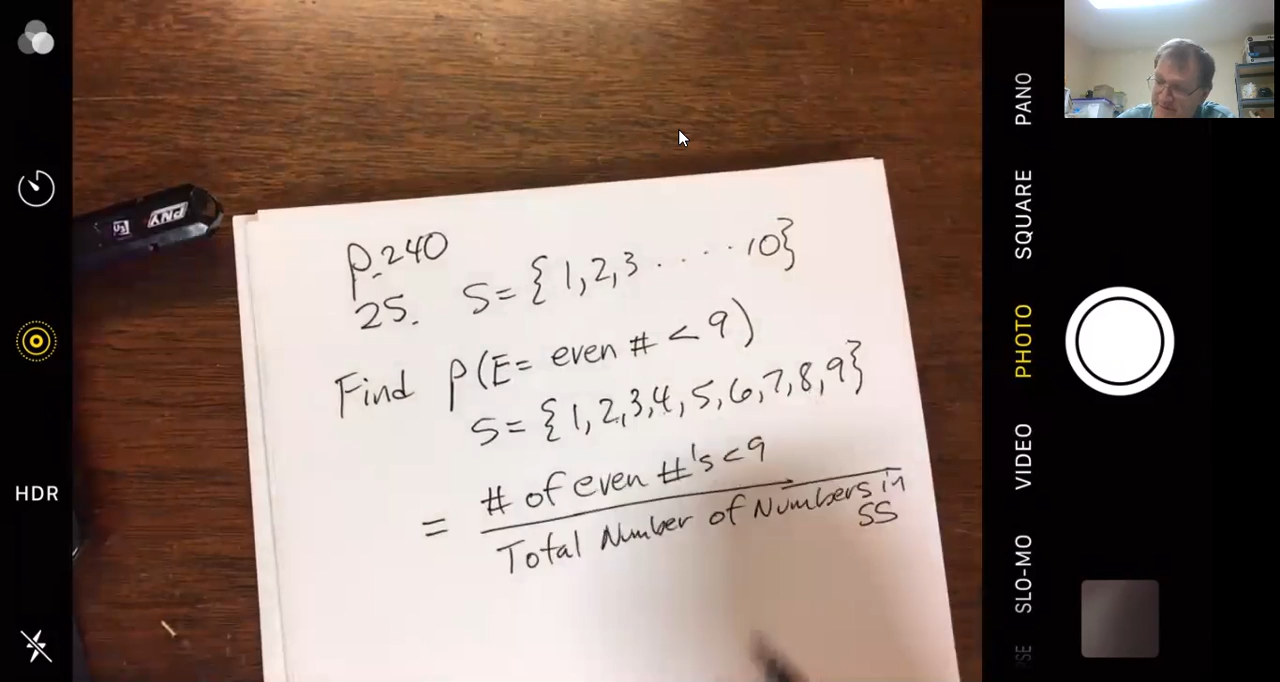 p.240
25. S = { 1, 2, 3 ..... 10}
Find p(E = even # < 9)
S = { 1, 2, 3, 4, 5, 6, 7, 8, 9}
= # of even #'s < 9
Total Number of Numbers in
SS
PNY
HDR
PANO
SQUARE
PHOTO
VIDEO
SLO-MO